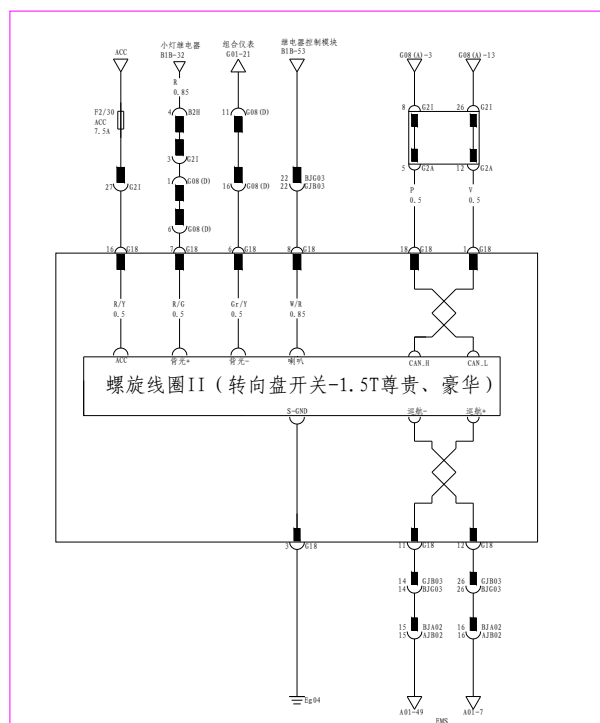 ACC
小灯继电器
B1B-32
组合仪表
G01-21
继电器控制模块
B1B-53
G08(A)-3
G08(A)-13
R
0.85
F2/30
ACC
7.5A
4 B2H
11 G08(D)
8 G2I
26 G2I
3 G2I
5 G2A
12 G2A
27 G2I
1 G08(D)
16 G08(D)
22 BJG03
22 GJB03
P
0.5
V
0.5
6 G08(D)
16 G18
7 G18
6 G18
8 G18
18 G18
1 G18
R/Y
0.5
R/G
0.5
Gr/Y
0.5
W/R
0.85
ACC
背光+
背光-
喇叭
CAN_H
CAN_L
螺旋线圈II(转向盘开关-1.5T尊贵、豪华)
S-GND
巡航-
巡航+
3 G18
11 G18
12 G18
14 GJB03
14 BJG03
26 GJB03
26 BJG03
15 BJA02
15 AJB02
16 BJA02
16 AJB02
Eg04
A01-49
A01-7
EMS